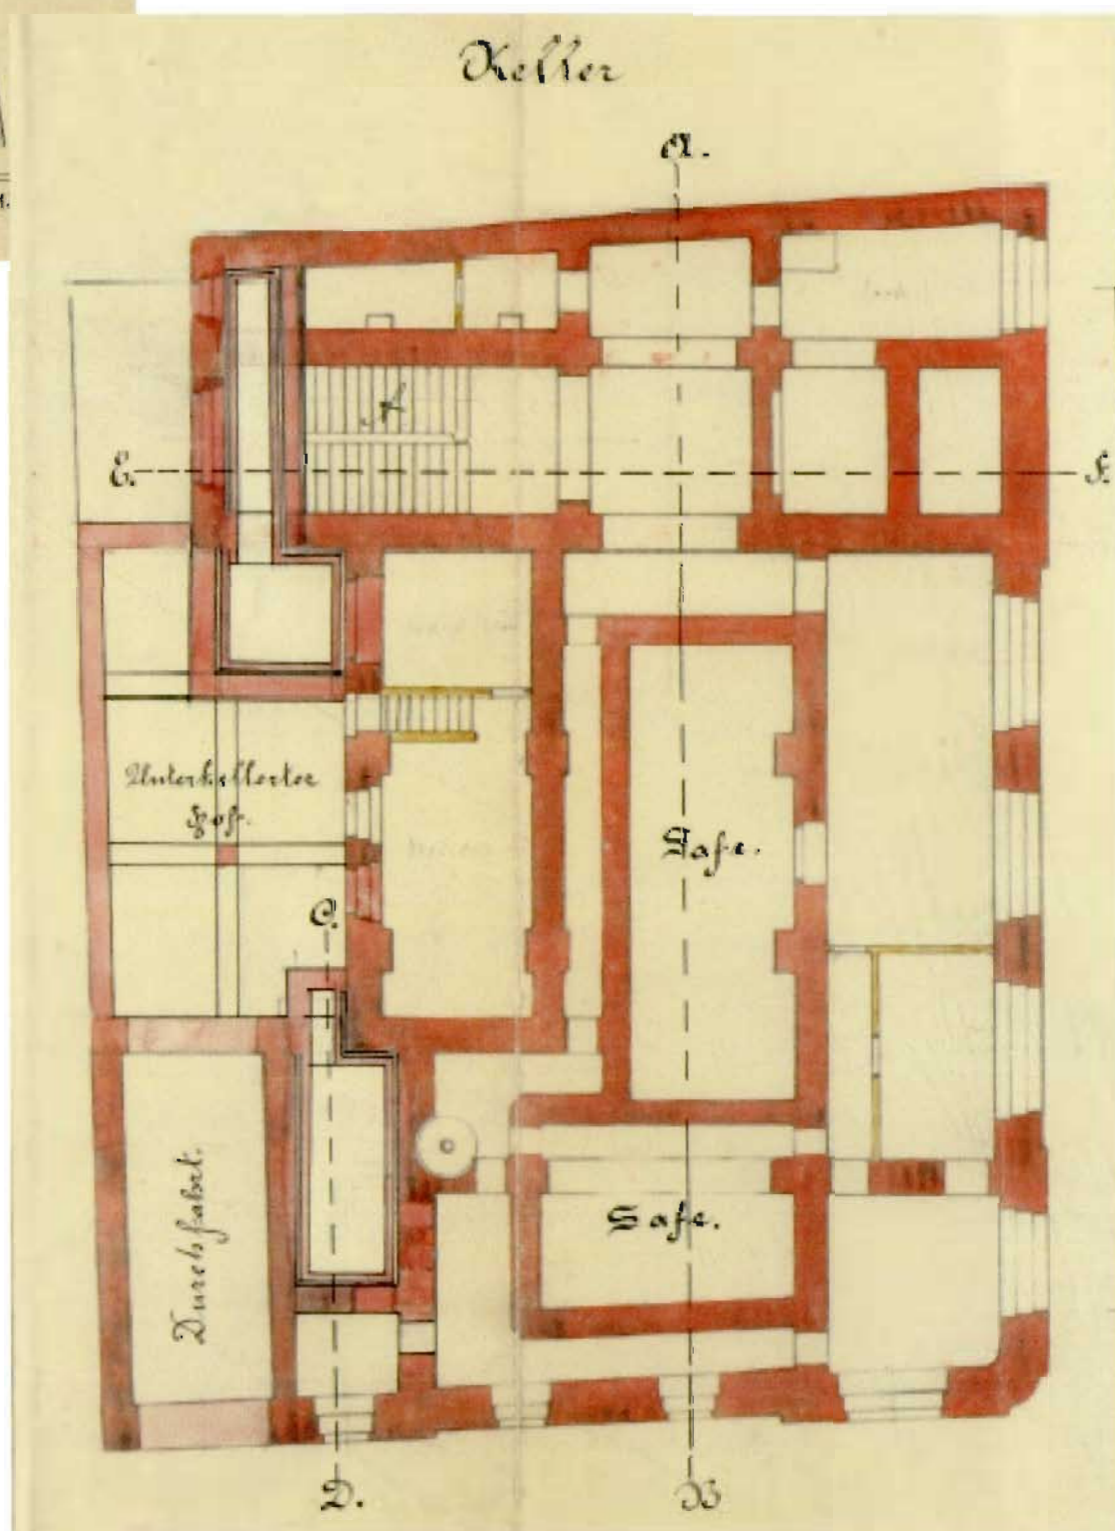 Keller
A.
A
E.
F.
Unterkellerter
Hof.
Safe.
C.
Durchfahrt.
Safe.
D.
B